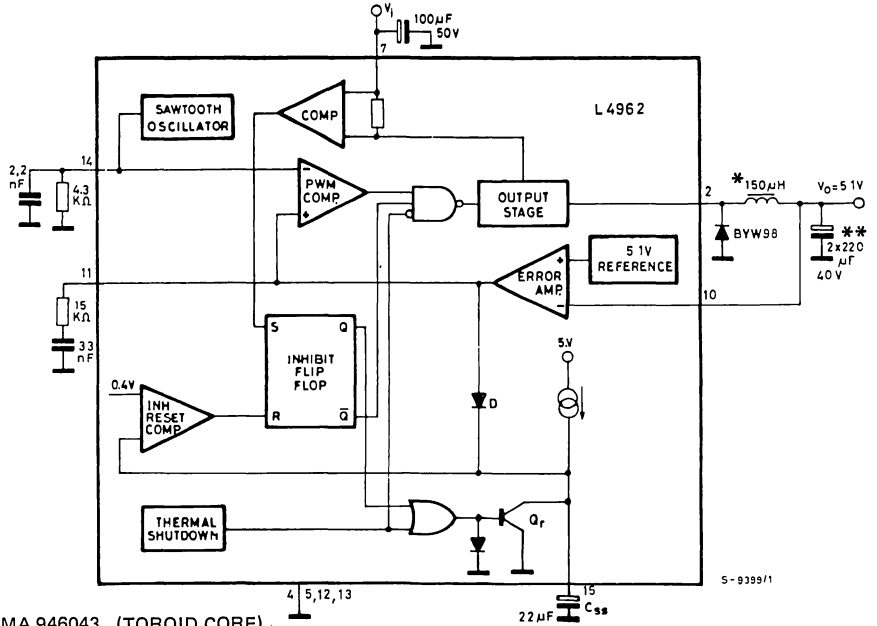 Vi
100µF
50V
7
L4962
SAWTOOTH
OSCILLATOR
COMP
14
2,2
nF
4.3
KΩ
-
PWM
COMP.
+
OUTPUT
STAGE
2
*150µH
Vo=5.1V
BYW98
**
2x220
µF
40V
5.1V
REFERENCE
+
ERROR
AMP.
-
10
11
15
KΩ
33
nF
S
Q
INHIBIT
FLIP
FLOP
R
Q̅
0.4V
INH
RESET
COMP
D
5.V
THERMAL
SHUTDOWN
Qr
4
5,12,13
15
Css
22µF
S-9399/1
MA 946043 (TOROID CORE)